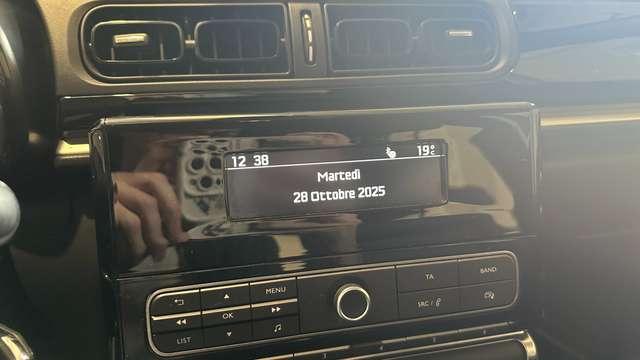 12 38 19°C
Martedì
28 Ottobre 2025
MENU
TA
BAND
OK
SRC/
LIST